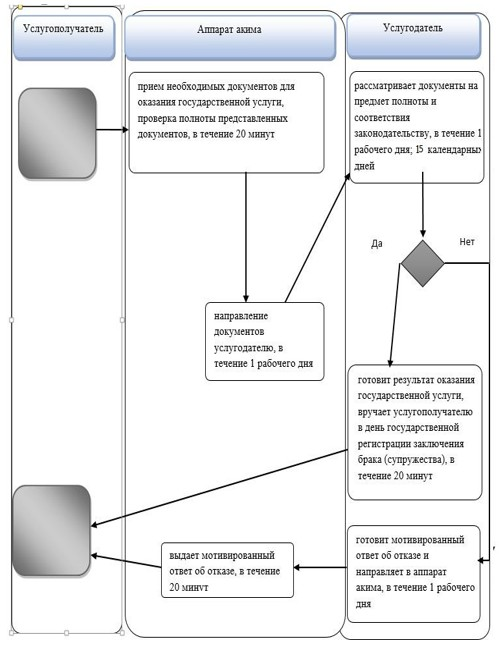 Услугополучатель
Аппарат акима
Услугодатель
прием необходимых документов для
оказания государственной услуги,
проверка полноты представленных
документов, в течение 20 минут
рассматривает документы на
предмет полноты и
соответствия
законодательству, в течение 1
рабочего дня; 15 календарных
дней
Да
Нет
направление
документов
услугодателю, в
течение 1 рабочего дня
готовит результат оказания
государственной услуги,
вручает услугополучателю
в день государственной
регистрации заключения
брака (супружества), в
течение 20 минут
выдает мотивированный
ответ об отказе, в течение
20 минут
готовит мотивированный
ответ об отказе и
направляет в аппарат
акима, в течение 1 рабочего
дня